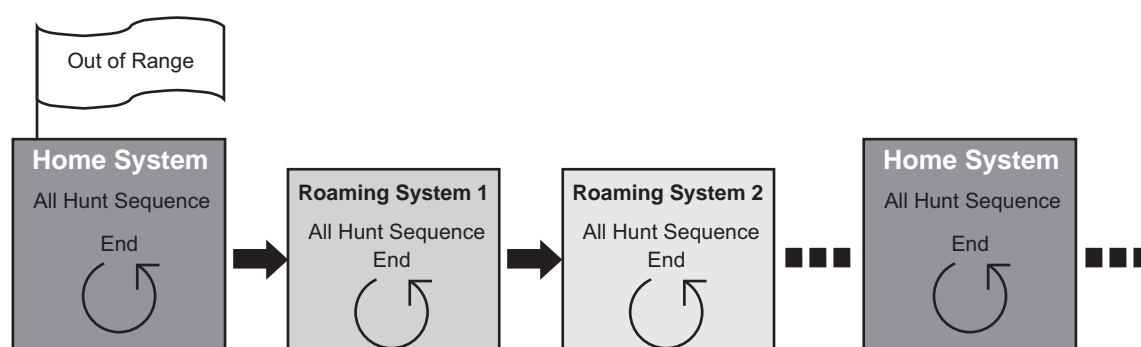 Out of Range
Home System
All Hunt Sequence
End
Roaming System 1
All Hunt Sequence
End
Roaming System 2
All Hunt Sequence
End
Home System
All Hunt Sequence
End